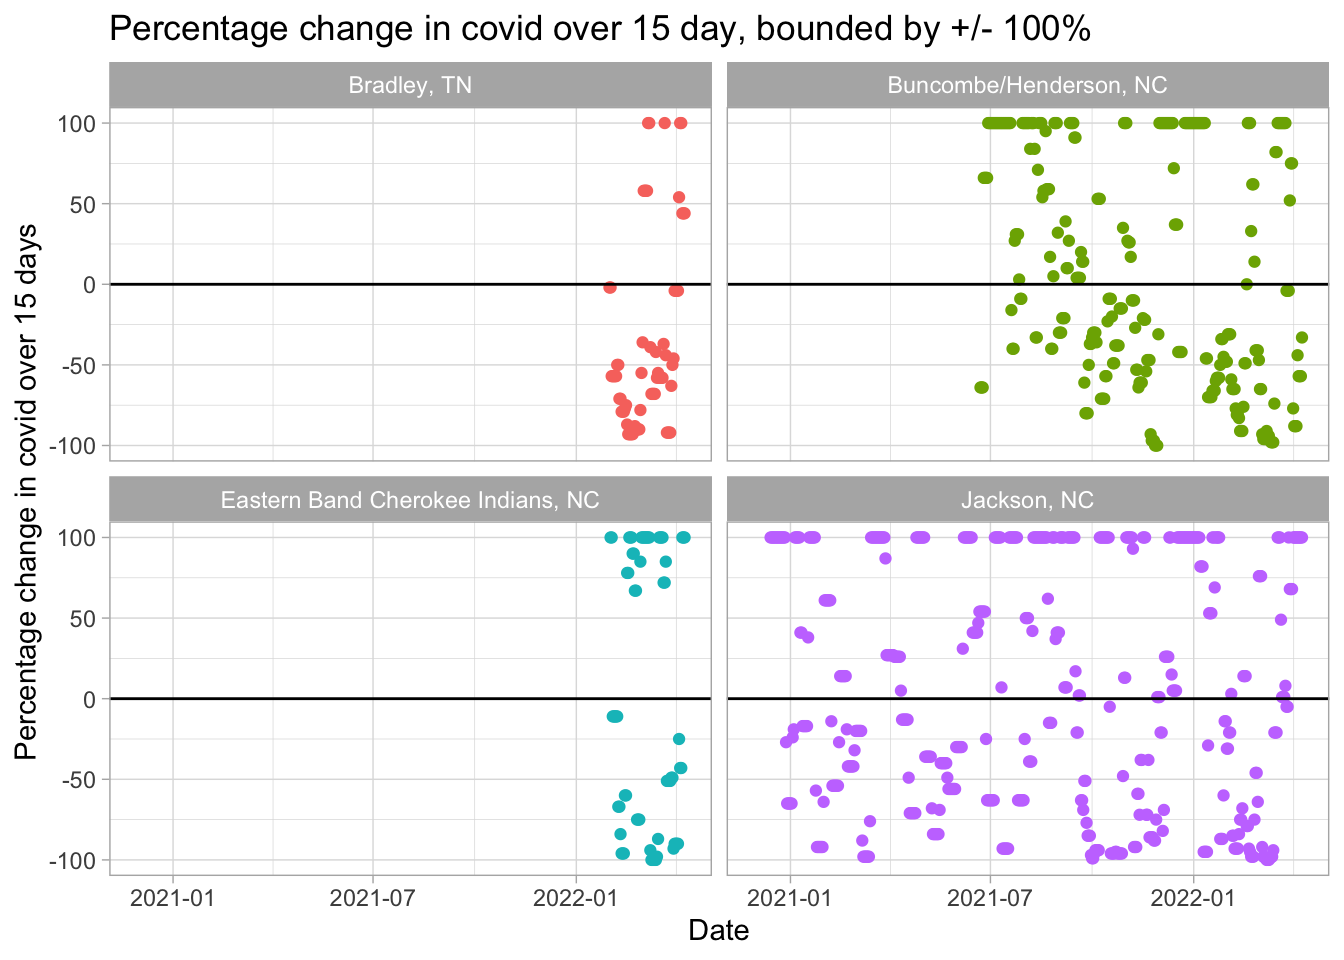 Percentage change in covid over 15 day, bounded by +/- 100%
Bradley, TN
Buncombe/Henderson, NC
100
50
0
-50
-100
Percentage change in covid over 15 days
Eastern Band Cherokee Indians, NC
Jackson, NC
100
50
0
-50
-100
2021-01
2021-07
2022-01
2021-01
2021-07
2022-01
Date